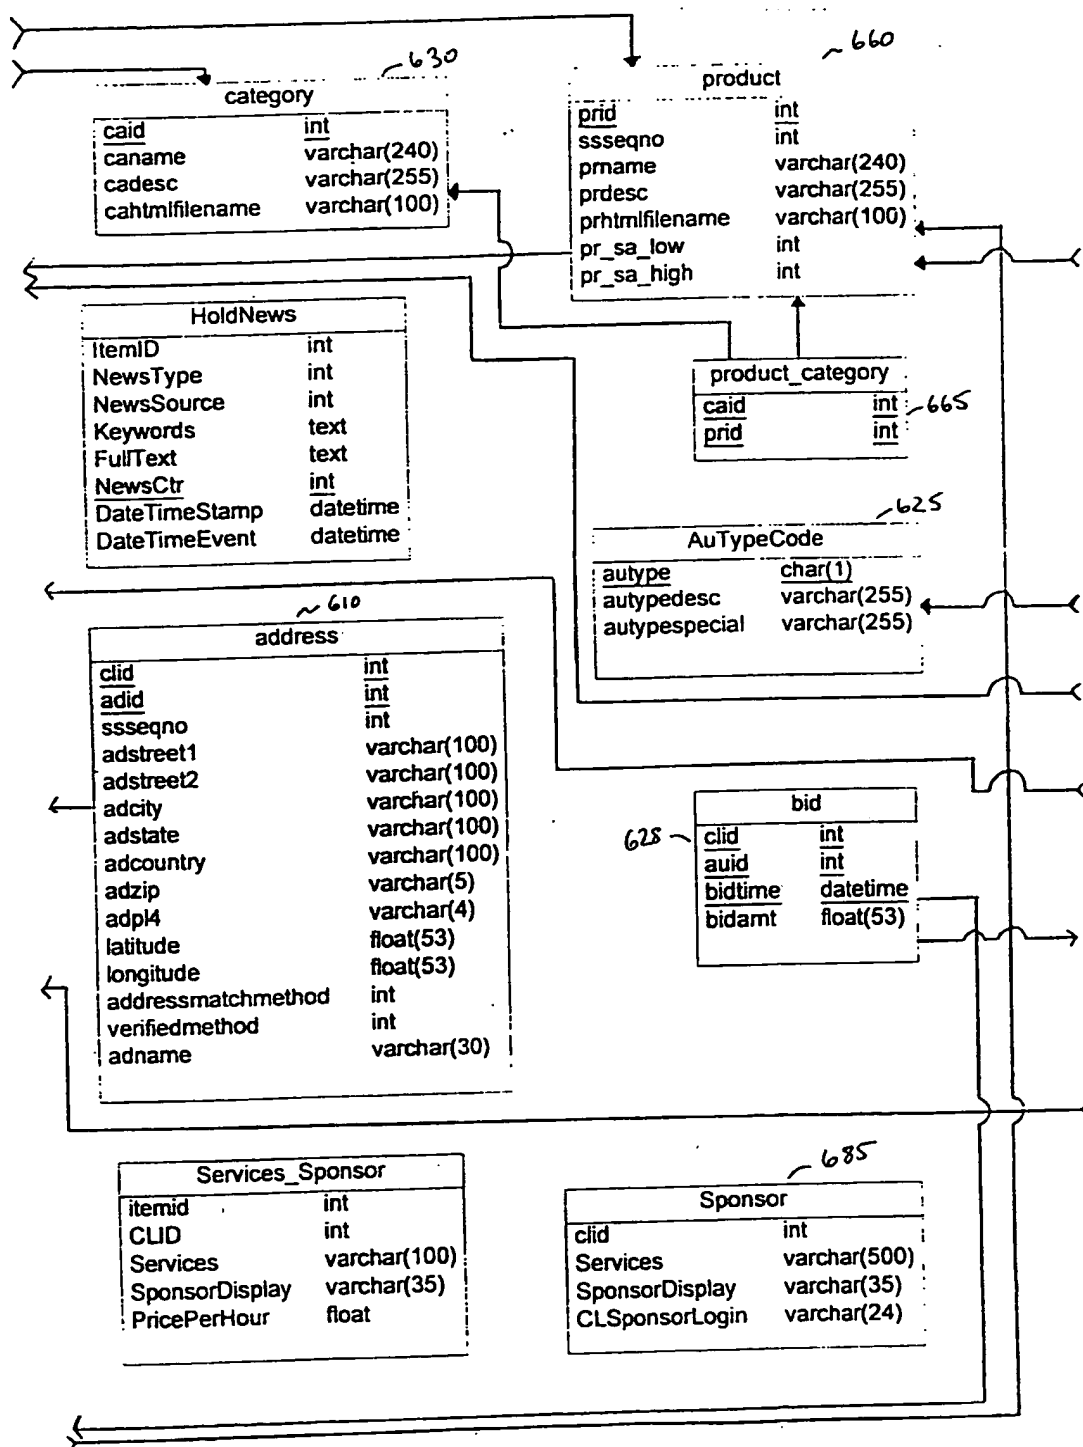 630
category
caid int
caname varchar(240)
cadesc varchar(255)
cahtmlfilename varchar(100)
660
product
prid int
ssseqno int
prname varchar(240)
prdesc varchar(255)
prhtmlfilename varchar(100)
pr_sa_low int
pr_sa_high int
HoldNews
ItemID int
NewsType int
NewsSource int
Keywords text
FullText text
NewsCtr int
DateTimeStamp datetime
DateTimeEvent datetime
product_category
caid int
prid int
665
625
AuTypeCode
autype char(1)
autypedesc varchar(255)
autypespecial varchar(255)
610
address
clid int
adid int
ssseqno int
adstreet1 varchar(100)
adstreet2 varchar(100)
adcity varchar(100)
adstate varchar(100)
adcountry varchar(100)
adzip varchar(5)
adpl4 varchar(4)
latitude float(53)
longitude float(53)
addressmatchmethod int
verifiedmethod int
adname varchar(30)
628
bid
clid int
auid int
bidtime datetime
bidamt float(53)
Services_Sponsor
itemid int
CLID int
Services varchar(100)
SponsorDisplay varchar(35)
PricePerHour float
685
Sponsor
clid int
Services varchar(500)
SponsorDisplay varchar(35)
CLSponsorLogin varchar(24)